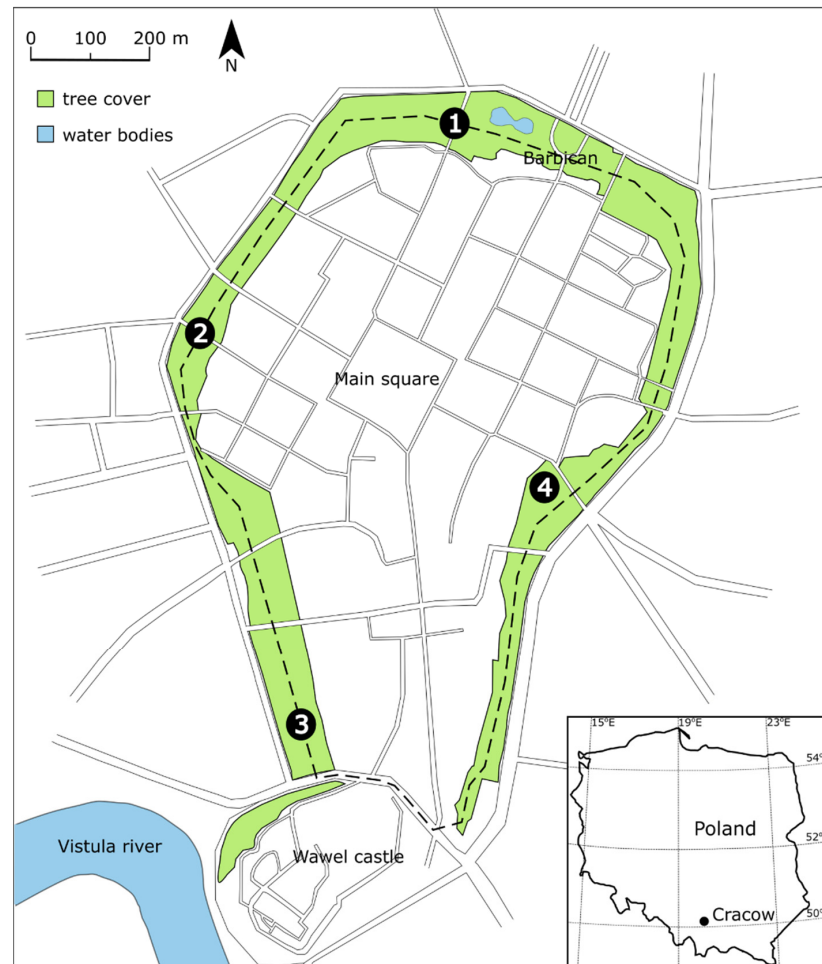 0 100 200 m
N
tree cover
water bodies
1
Barbican
2
Main square
4
3
Vistula river
Wawel castle
15°E 19°E 23°E
54°
Poland
52°
Cracow
50°